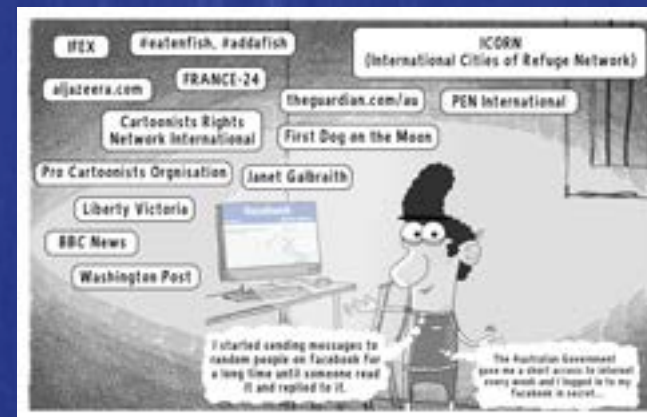 IFEX
#eatenfish, #addafish
ICORN
(International Cities of Refuge Network)
aljazeera.com
FRANCE-24
theguardian.com/au
PEN International
Cartoonists Rights
Network International
First Dog on the Moon
Pro Cartoonists Orgnisation
Janet Galbraith
Liberty Victoria
BBC News
Washington Post
facebook
I started sending messages to
random people on facebook for
a long time until someone read
it and replied to it.
The Australian Government
gave me a short access to internet
every week and I logged in to my
facebook in secret...